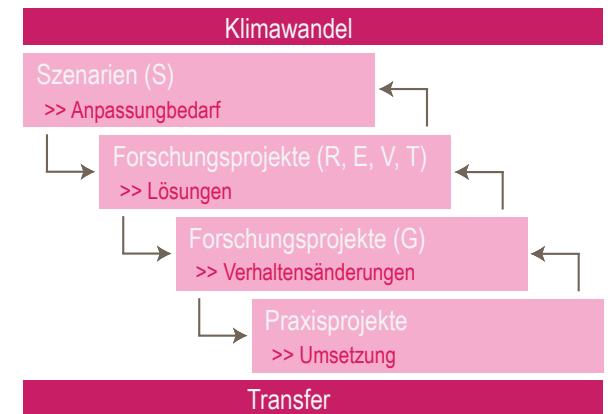 Klimawandel
Szenarien (S)
>> Anpassungbedarf
Forschungsprojekte (R, E, V, T)
>> Lösungen
Forschungsprojekte (G)
>> Verhaltensänderungen
Praxisprojekte
>> Umsetzung
Transfer